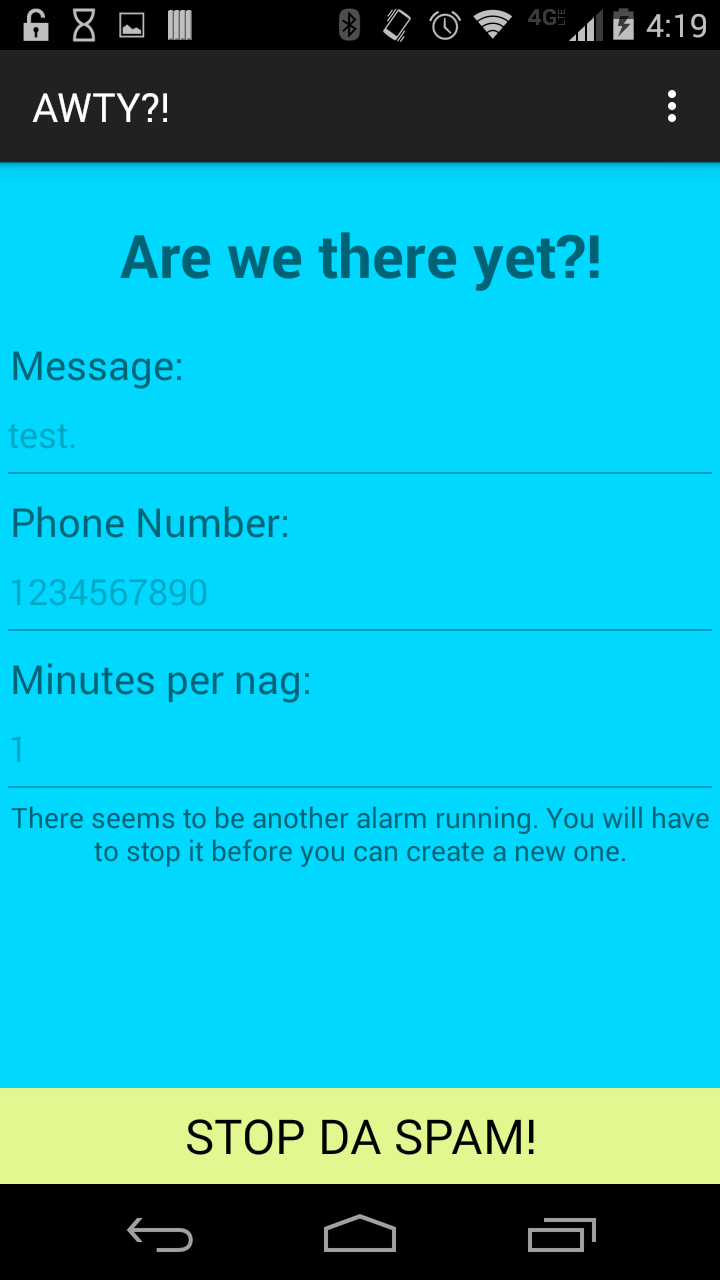 4G LTE 4:19
AWTY?!
Are we there yet?!
Message:
test.
Phone Number:
1234567890
Minutes per nag:
1
There seems to be another alarm running. You will have
to stop it before you can create a new one.
STOP DA SPAM!